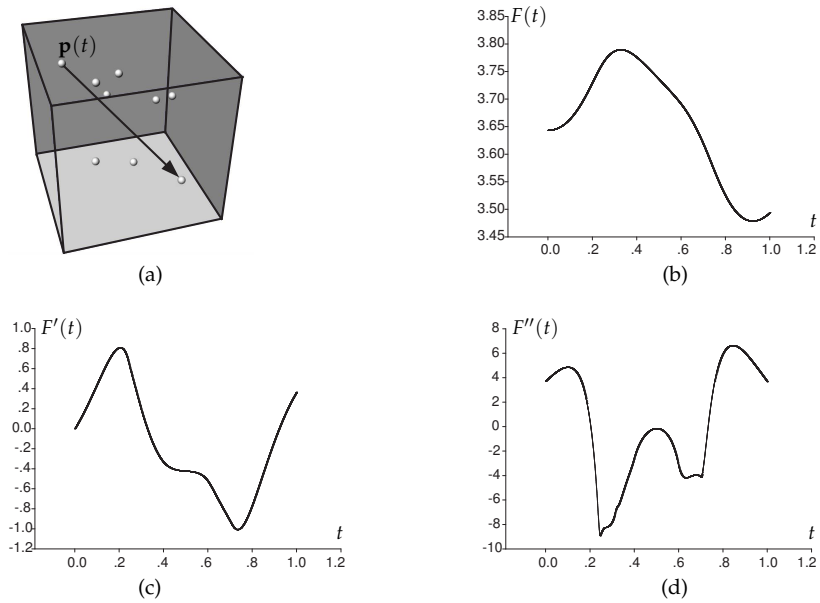 p(t)
(a)
F(t)
3.85
3.80
3.75
3.70
3.65
3.60
3.55
3.50
3.45
0.0 .2 .4 .6 .8 1.0 1.2
t
(b)
F′(t)
1.0
.8
.6
.4
.2
0.0
-.2
-.4
-.6
-.8
-1.0
-1.2
0.0 .2 .4 .6 .8 1.0 1.2
t
(c)
F′′(t)
8
6
4
2
0
-2
-4
-6
-8
-10
0.0 .2 .4 .6 .8 1.0 1.2
t
(d)